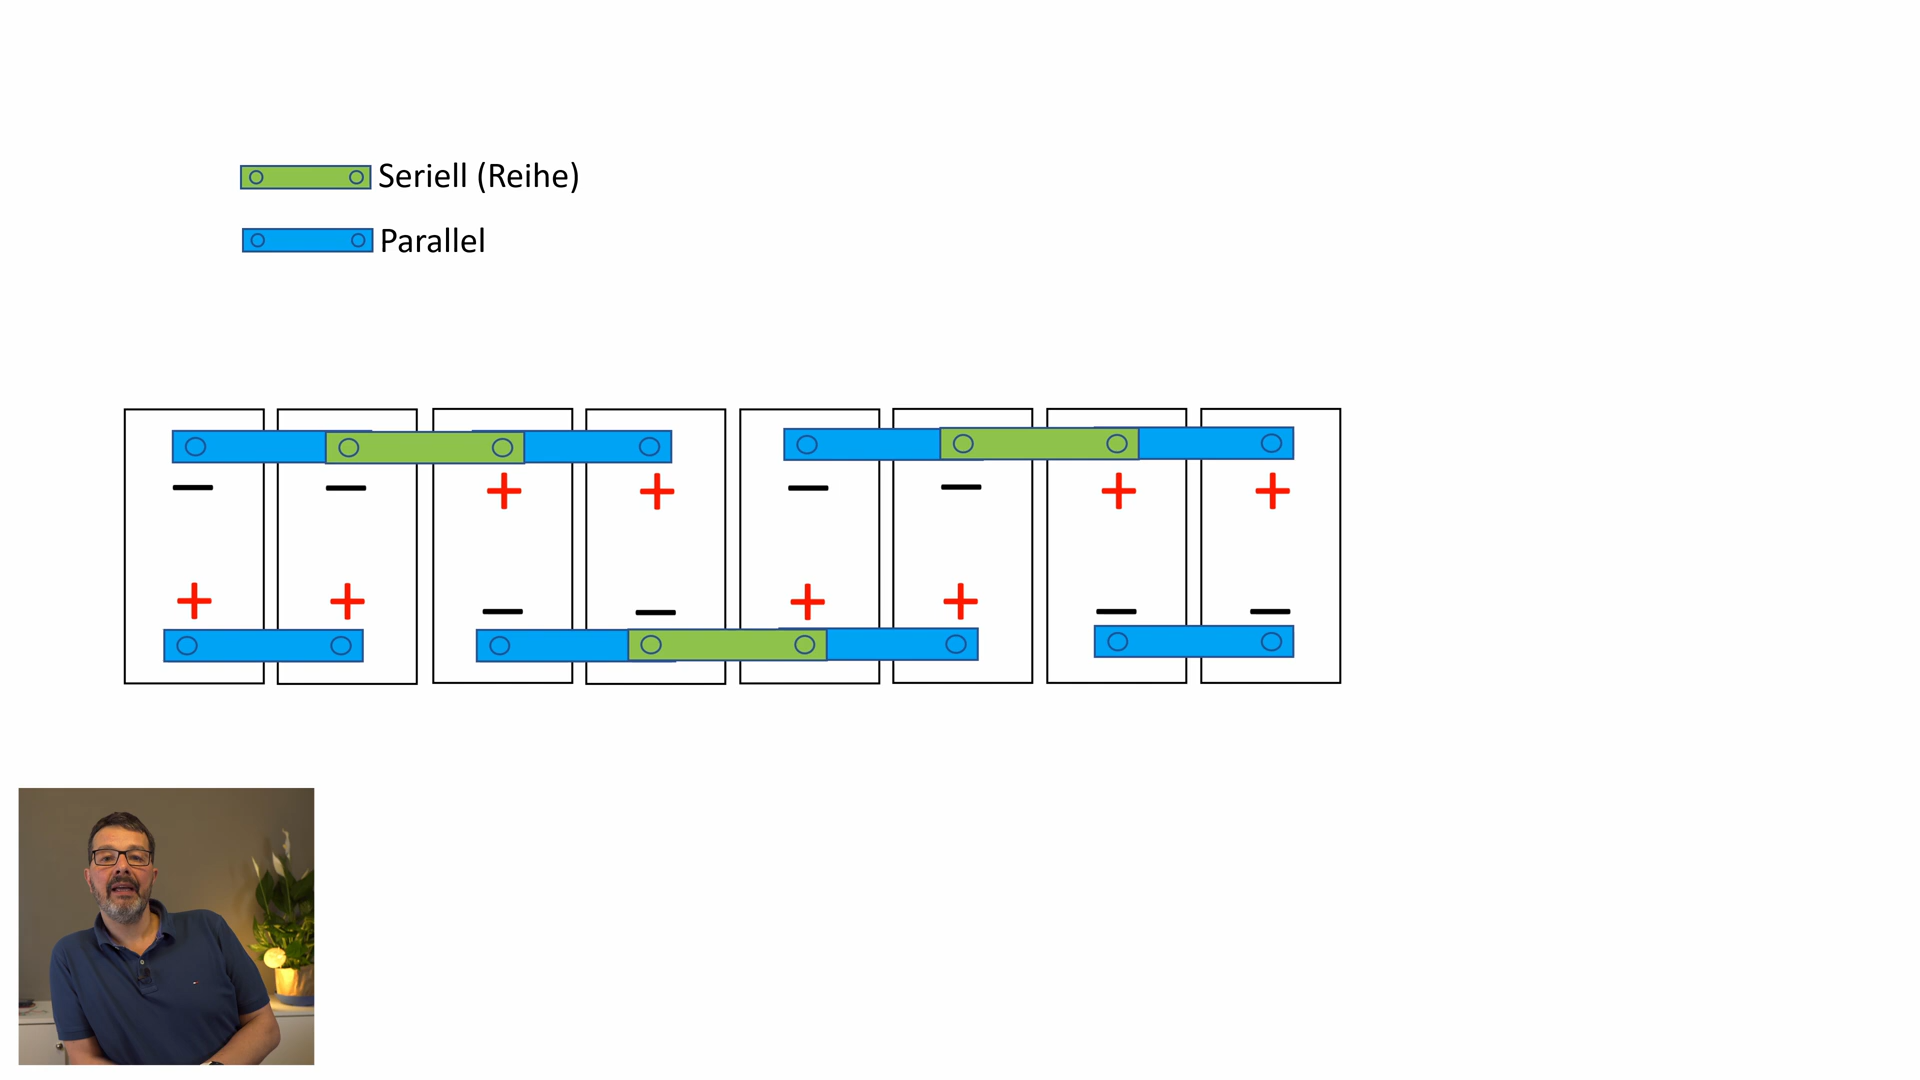 Seriell (Reihe)
Parallel
− − + + − − + +
+ + − − + + − −